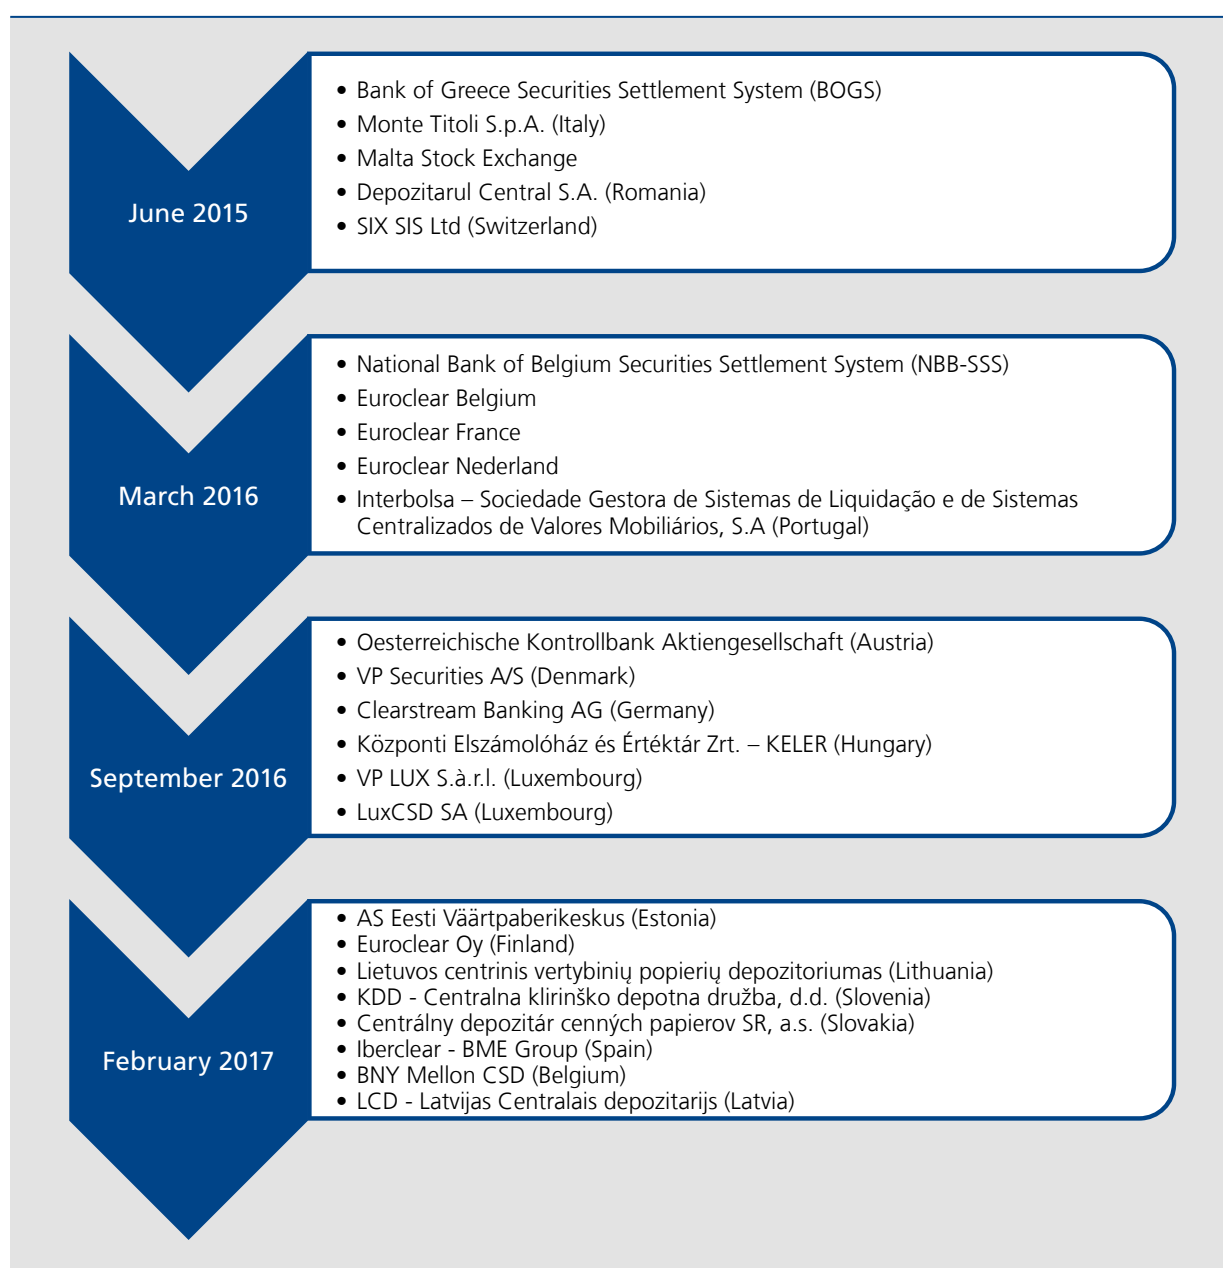 June 2015
• Bank of Greece Securities Settlement System (BOGS)
• Monte Titoli S.p.A. (Italy)
• Malta Stock Exchange
• Depozitarul Central S.A. (Romania)
• SIX SIS Ltd (Switzerland)
March 2016
• National Bank of Belgium Securities Settlement System (NBB-SSS)
• Euroclear Belgium
• Euroclear France
• Euroclear Nederland
• Interbolsa – Sociedade Gestora de Sistemas de Liquidação e de Sistemas
Centralizados de Valores Mobiliários, S.A (Portugal)
September 2016
• Oesterreichische Kontrollbank Aktiengesellschaft (Austria)
• VP Securities A/S (Denmark)
• Clearstream Banking AG (Germany)
• Központi Elszámolóház és Értéktár Zrt. – KELER (Hungary)
• VP LUX S.à.r.l. (Luxembourg)
• LuxCSD SA (Luxembourg)
February 2017
• AS Eesti Väärtpaberikeskus (Estonia)
• Euroclear Oy (Finland)
• Lietuvos centrinis vertybinių popierių depozitoriumas (Lithuania)
• KDD - Centralna klirinško depotna družba, d.d. (Slovenia)
• Centrálny depozitár cenných papierov SR, a.s. (Slovakia)
• Iberclear - BME Group (Spain)
• BNY Mellon CSD (Belgium)
• LCD - Latvijas Centralais depozitarijs (Latvia)